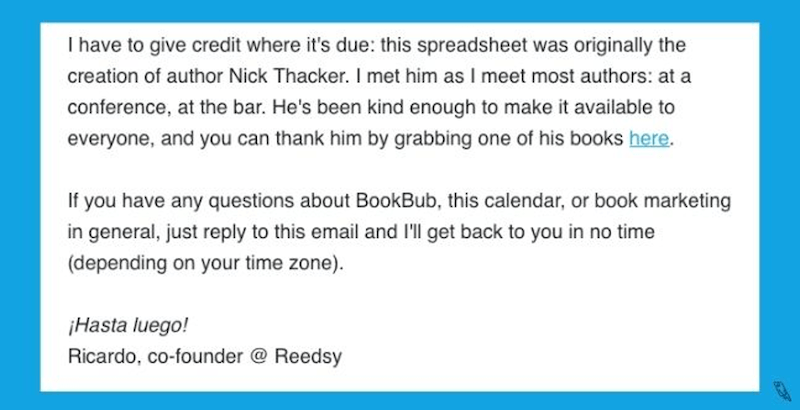 I have to give credit where it's due: this spreadsheet was originally the
creation of author Nick Thacker. I met him as I meet most authors: at a
conference, at the bar. He's been kind enough to make it available to
everyone, and you can thank him by grabbing one of his books here.
If you have any questions about BookBub, this calendar, or book marketing
in general, just reply to this email and I'll get back to you in no time
(depending on your time zone).
¡Hasta luego!
Ricardo, co-founder @ Reedsy